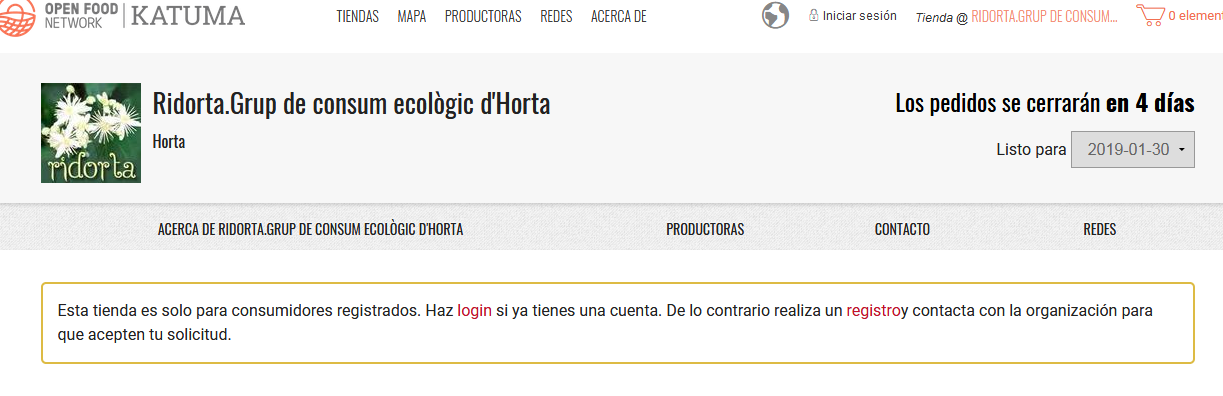 OPEN FOOD
NETWORK
KATUMA
TIENDAS MAPA PRODUCTORAS REDES ACERCA DE
Iniciar sesión
Tienda @ RIDORTA.GRUP DE CONSUM...
0 element
ridorta
Ridorta.Grup de consum ecològic d'Horta
Horta
Los pedidos se cerrarán en 4 días
Listo para 2019-01-30
ACERCA DE RIDORTA.GRUP DE CONSUM ECOLÒGIC D'HORTA PRODUCTORAS CONTACTO REDES
Esta tienda es solo para consumidores registrados. Haz login si ya tienes una cuenta. De lo contrario realiza un registroy contacta con la organización para
que acepten tu solicitud.